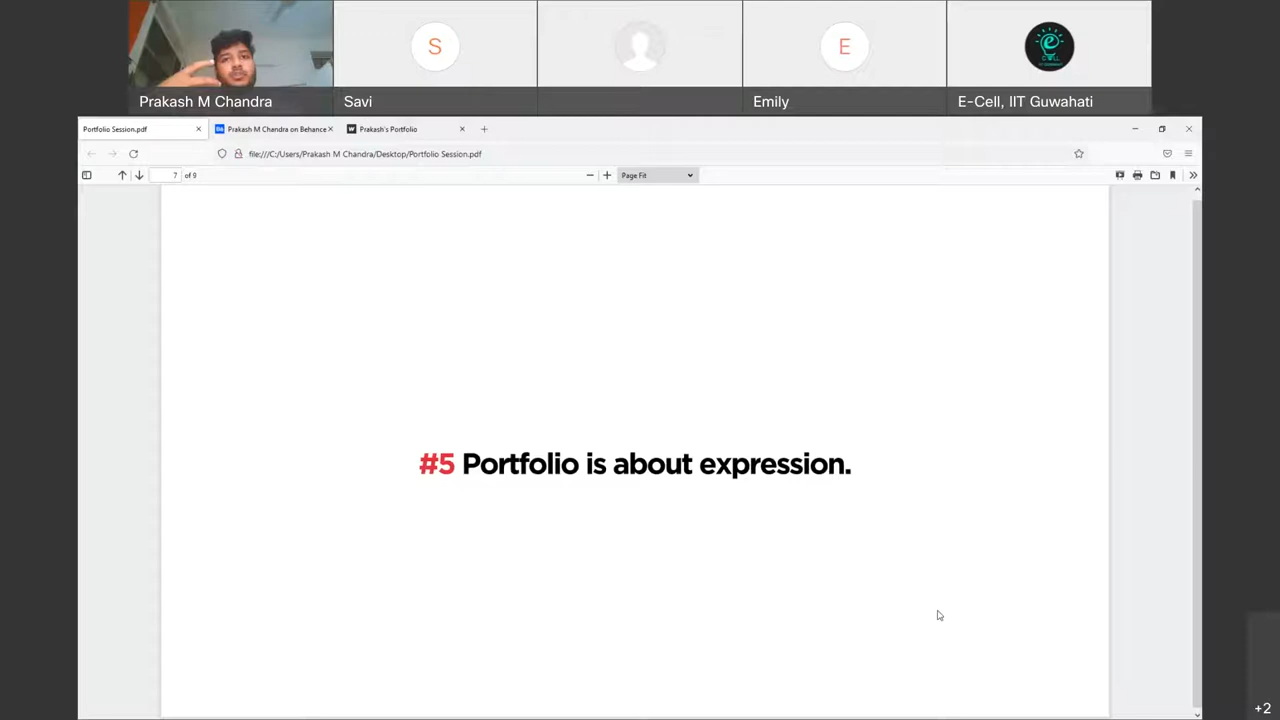 S
E
Prakash M Chandra
Savi
Emily
E-Cell, IIT Guwahati
Portfolio Session.pdf
Prakash M Chandra on Behance
Prakash's Portfolio
file:///C:/Users/Prakash M Chandra/Desktop/Portfolio Session.pdf
7 of 9
Page Fit
#5 Portfolio is about expression.
+2